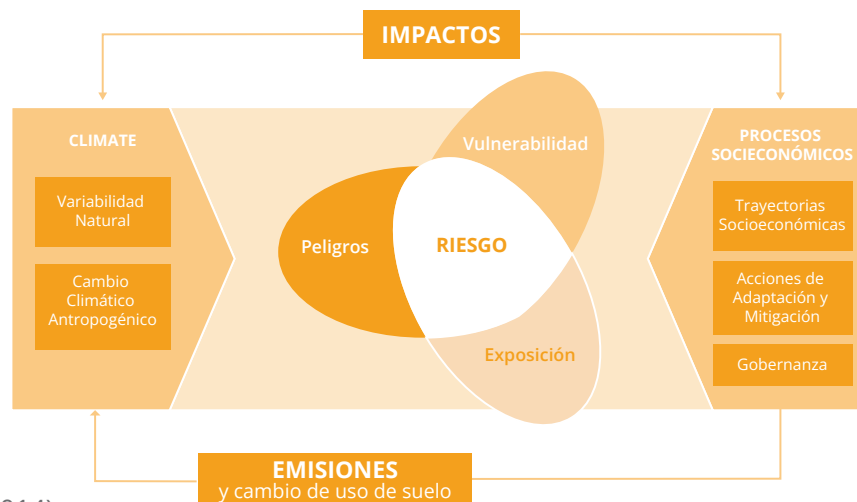 IMPACTOS
CLIMATE
Variabilidad
Natural
Cambio
Climático
Antropogénico
Vulnerabilidad
Peligros
RIESGO
Exposición
PROCESOS
SOCIECONÓMICOS
Trayectorias
Socioeconómicas
Acciones de
Adaptación y
Mitigación
Gobernanza
EMISIONES
y cambio de uso de suelo